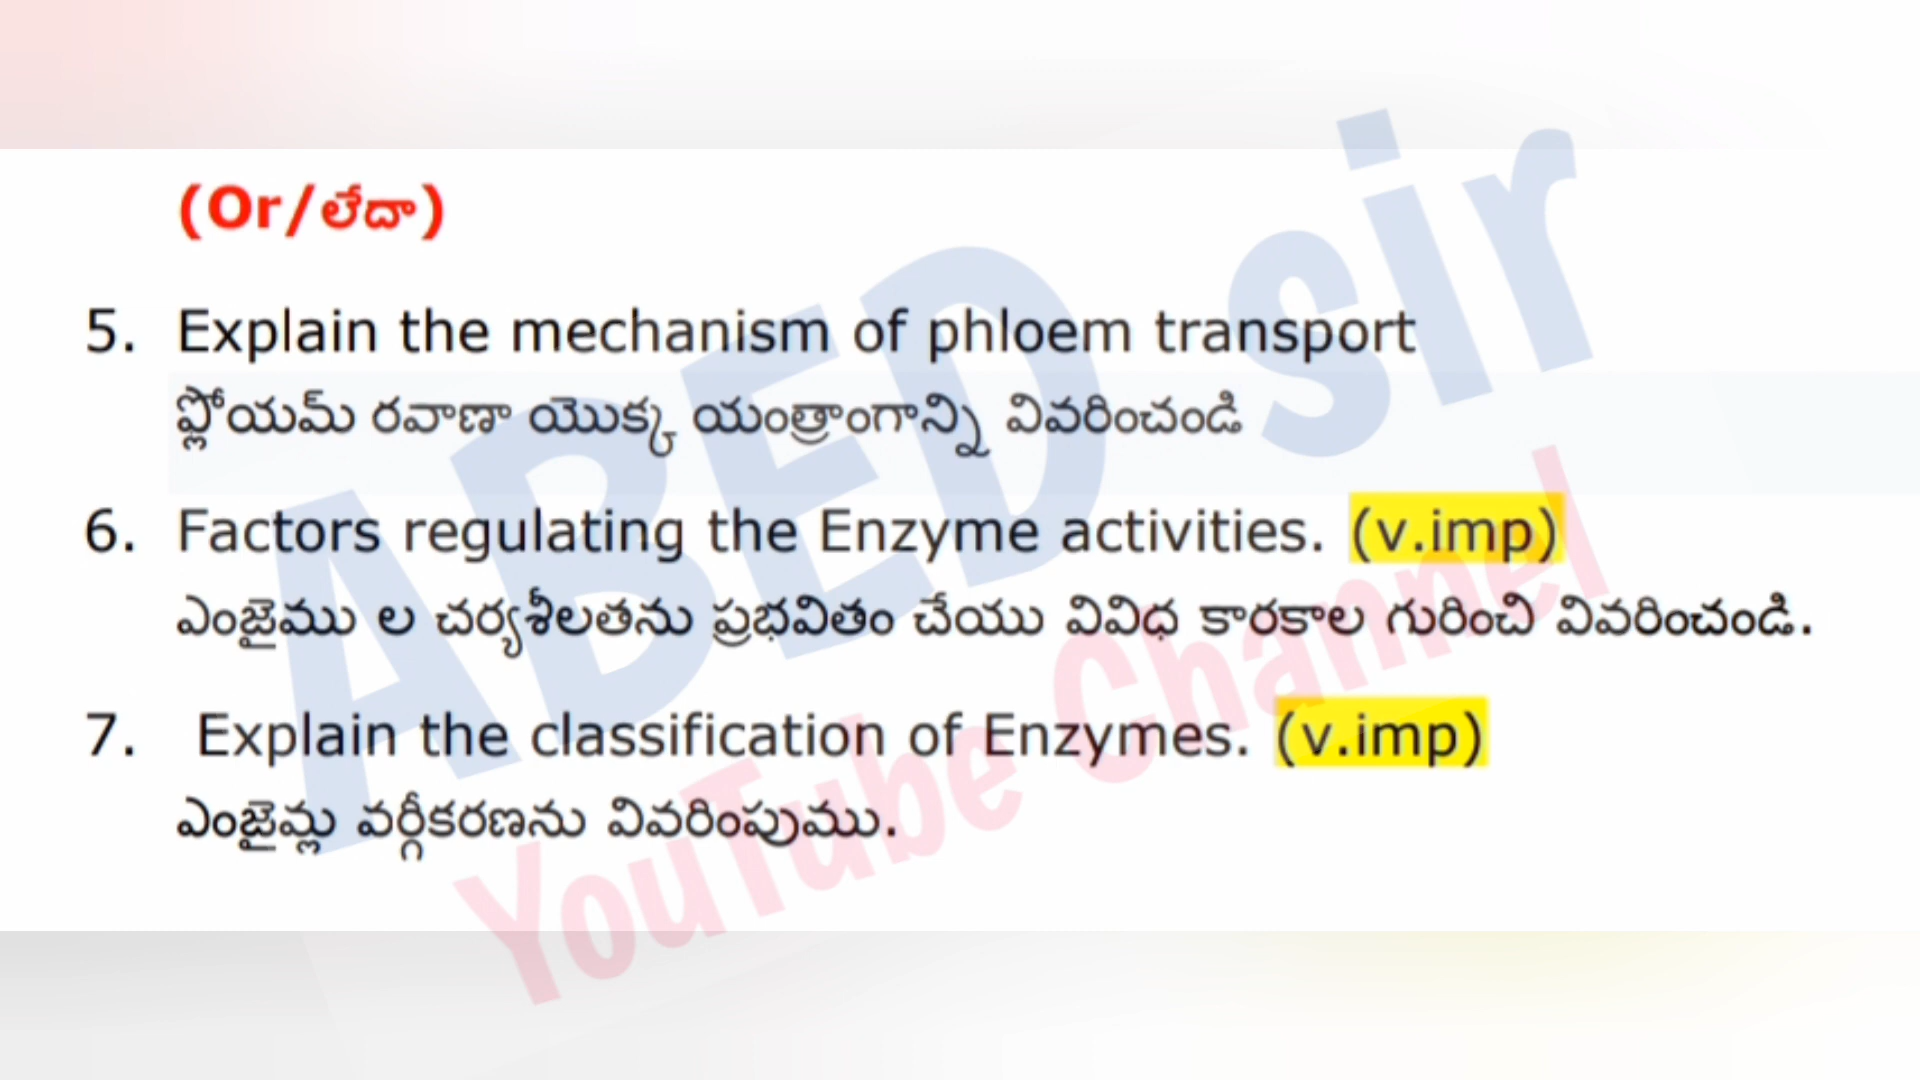 (Or/లేదా)
5. Explain the mechanism of phloem transport
ప్లోయమ్ రవాణా యొక్క యంత్రాంగాన్ని వివరించండి
6. Factors regulating the Enzyme activities. (v.imp)
ఎంజైము ల చర్యశీలతను ప్రభవితం చేయు వివిధ కారకాల గురించి వివరించండి.
7. Explain the classification of Enzymes. (v.imp)
ఎంజైమ్ల వర్గీకరణను వివరింపుము.
ABED sir
YouTube Channel